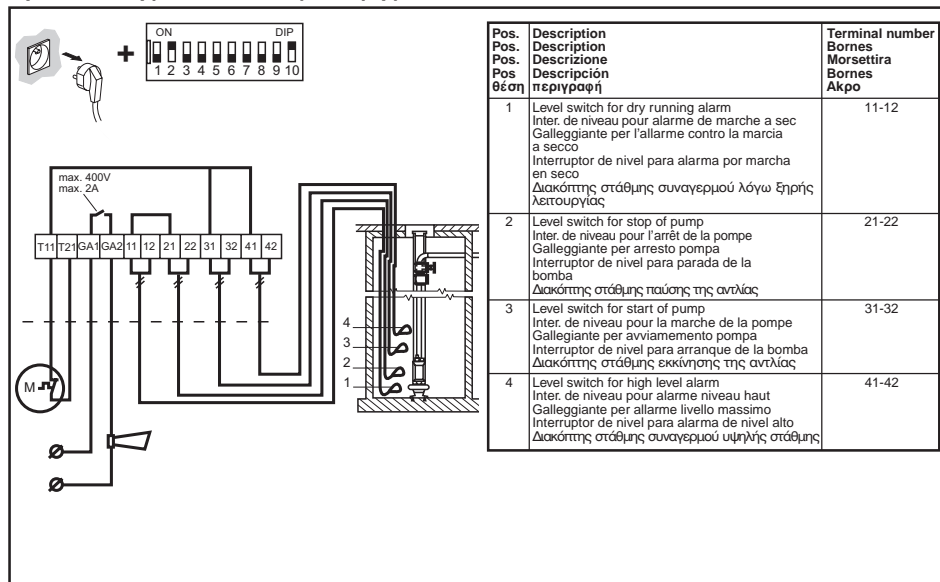 ON DIP
+
1 2 3 4 5 6 7 8 9 10
max. 400V
max. 2A
T11 T21 GA1 GA2 11 12 21 22 31 32 41 42
4
3
2
1
M
Pos. Description Terminal number
Pos. Description Bornes
Pos. Descrizione Morsettira
Pos Descripción Bornes
θέση περιγραφή Ακρο
1 Level switch for dry running alarm 11-12
Inter. de niveau pour alarme de marche a sec
Galleggiante per l'allarme contro la marcia
a secco
Interruptor de nivel para alarma por marcha
en seco
Διακόπτης στάθμης συναγερμού λόγω ξηρής
λειτουργίας
2 Level switch for stop of pump 21-22
Inter. de niveau pour l'arrêt de la pompe
Galleggiante per arresto pompa
Interruptor de nivel para parada de la
bomba
Διακόπτης στάθμης παύσης της αντλίας
3 Level switch for start of pump 31-32
Inter. de niveau pour la marche de la pompe
Gallegiante per avviamemento pompa
Interruptor de nivel para arranque de la bomba
Διακόπτης στάθμης εκκίνησης της αντλίας
4 Level switch for high level alarm 41-42
Inter. de niveau pour alarme niveau haut
Galleggiante per allarme livello massimo
Interruptor de nivel para alarma de nivel alto
Διακόπτης στάθμης συναγερμού υψηλής στάθμης